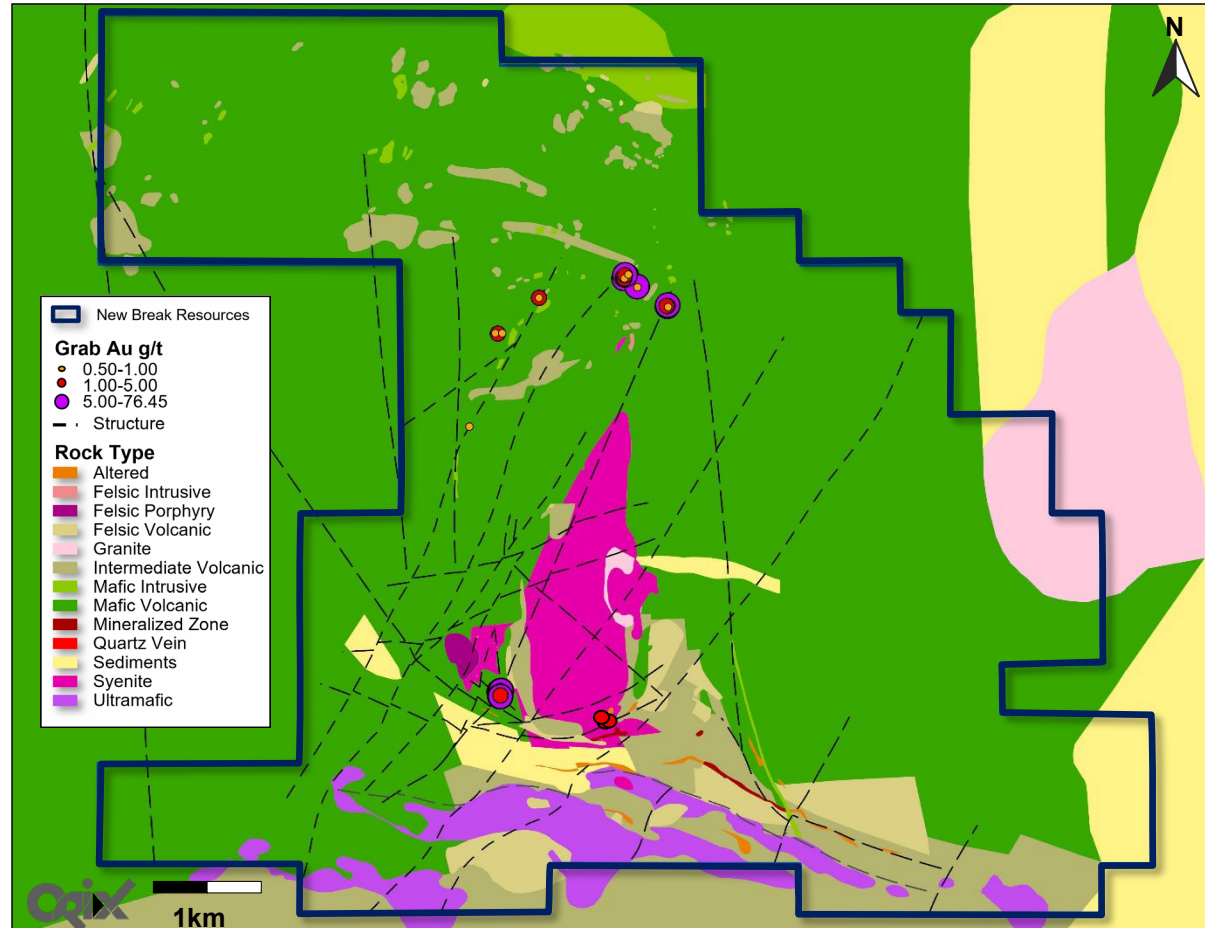 N
New Break Resources
Grab Au g/t
0.50-1.00
1.00-5.00
5.00-76.45
Structure
Rock Type
Altered
Felsic Intrusive
Felsic Porphyry
Felsic Volcanic
Granite
Intermediate Volcanic
Mafic Intrusive
Mafic Volcanic
Mineralized Zone
Quartz Vein
Sediments
Syenite
Ultramafic
ORIX
1km